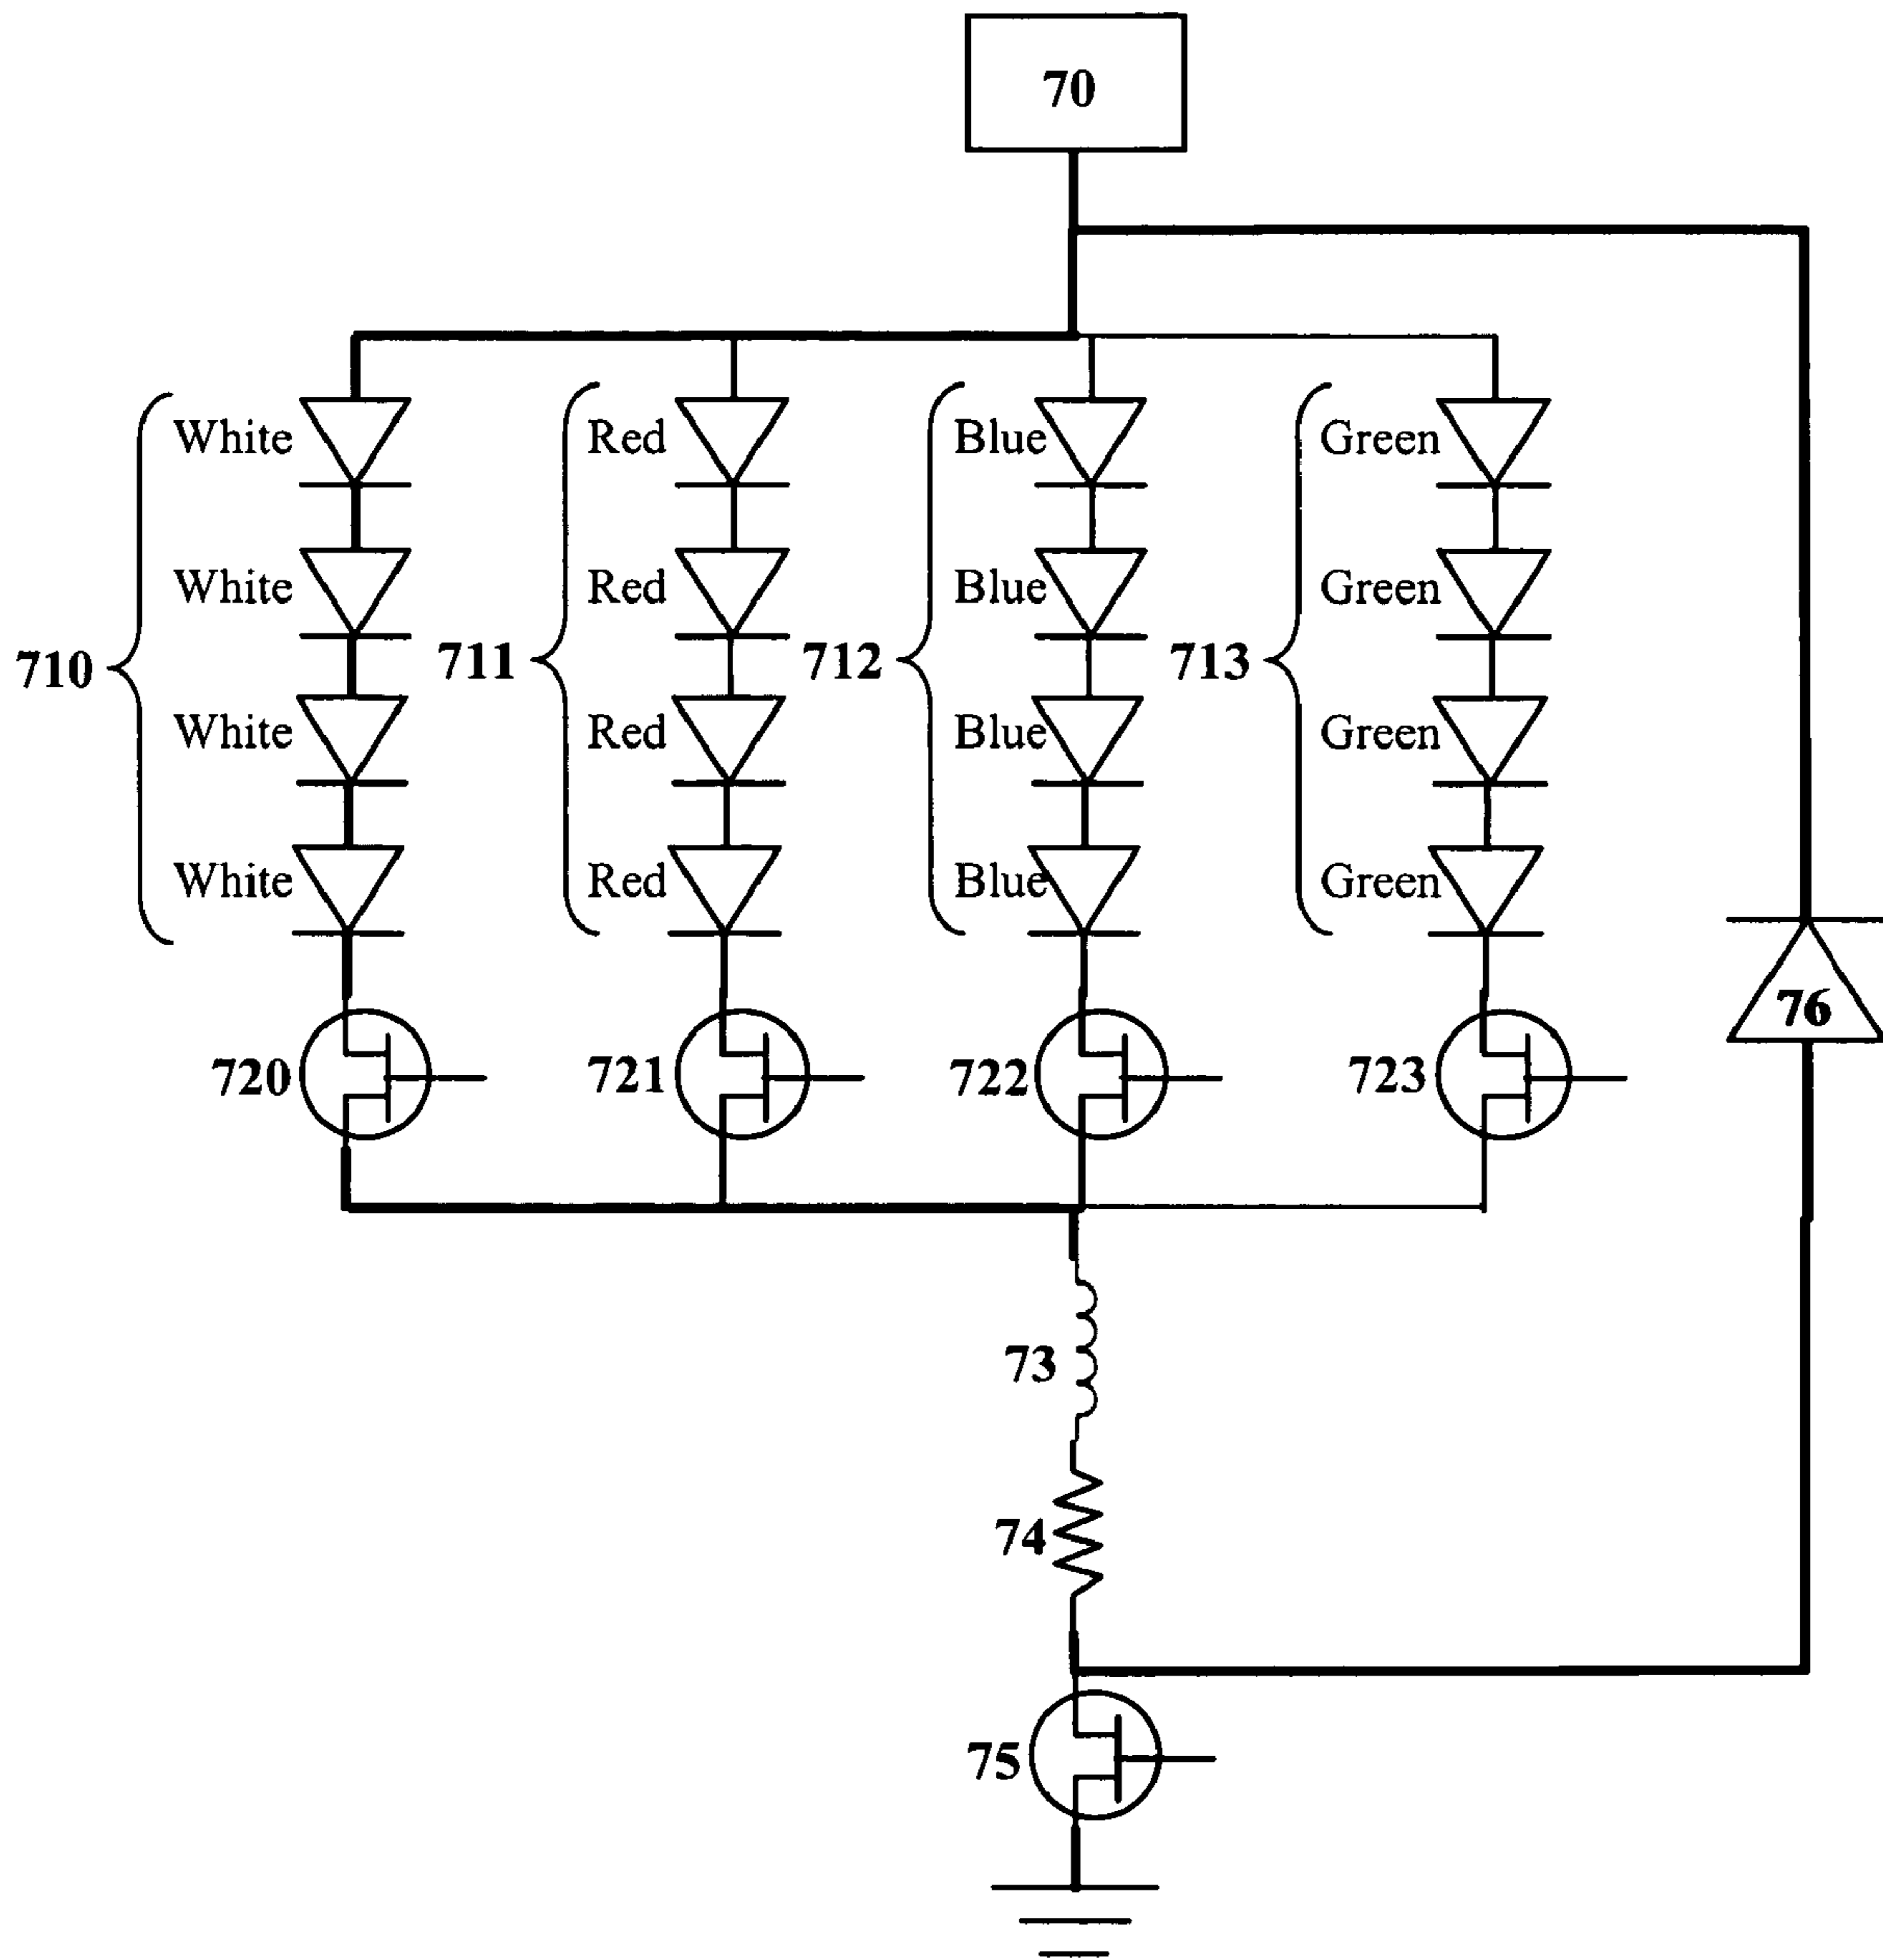 70
White Red Blue Green
White Red Blue Green
710 711 712 713
White Red Blue Green
White Red Blue Green
76
720 721 722 723
73
74
75